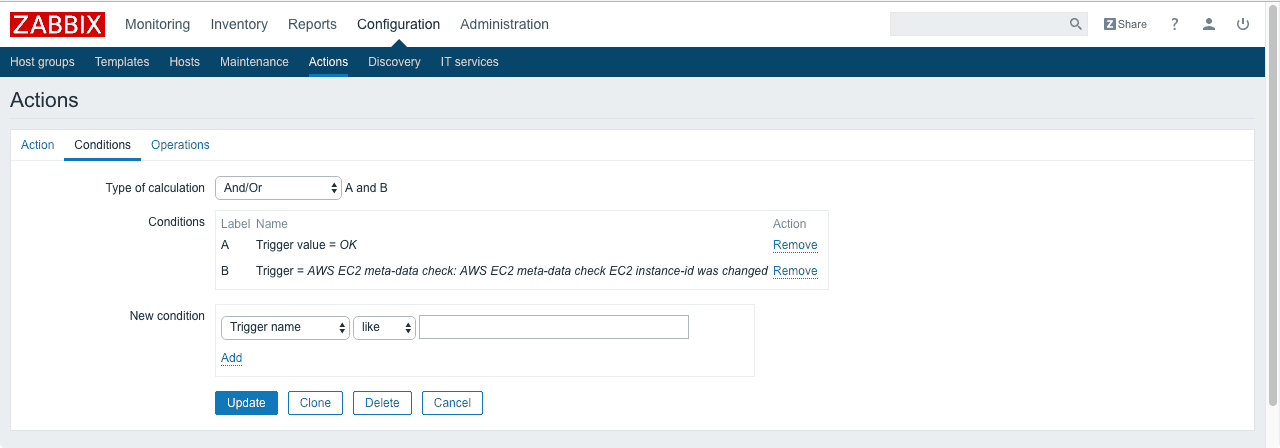 ZABBIX Monitoring Inventory Reports Configuration Administration Z Share ?
Host groups Templates Hosts Maintenance Actions Discovery IT services
Actions
Action Conditions Operations
Type of calculation And/Or A and B
Conditions Label Name Action
A Trigger value = OK Remove
B Trigger = AWS EC2 meta-data check: AWS EC2 meta-data check EC2 instance-id was changed Remove
New condition Trigger name like
Add
Update Clone Delete Cancel